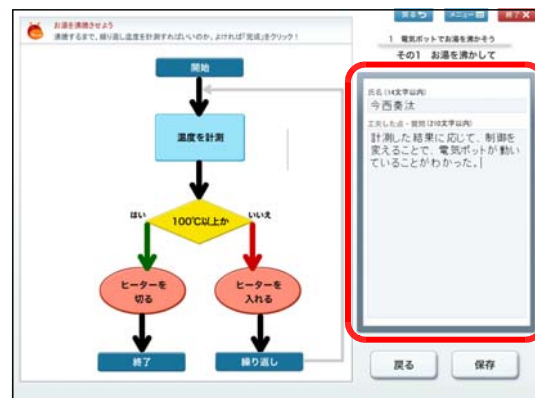 お湯を沸騰させよう
沸騰するまで、繰り返し温度を計測すればいいのか。よければ「完成」をクリック！
戻る
メニュー
終了
1 電気ポットでお湯を沸かそう
その1 お湯を沸かして
開始
温度を計測
100℃以上か
はい
いいえ
ヒーターを
切る
ヒーターを
入れる
終了
繰り返し
氏名(14文字以内)
今西奏汰
工夫した点・質問(210文字以内)
計測した結果に応じて、制御を
変えることで、電気ポットが動い
ていることがわかった。
戻る
保存